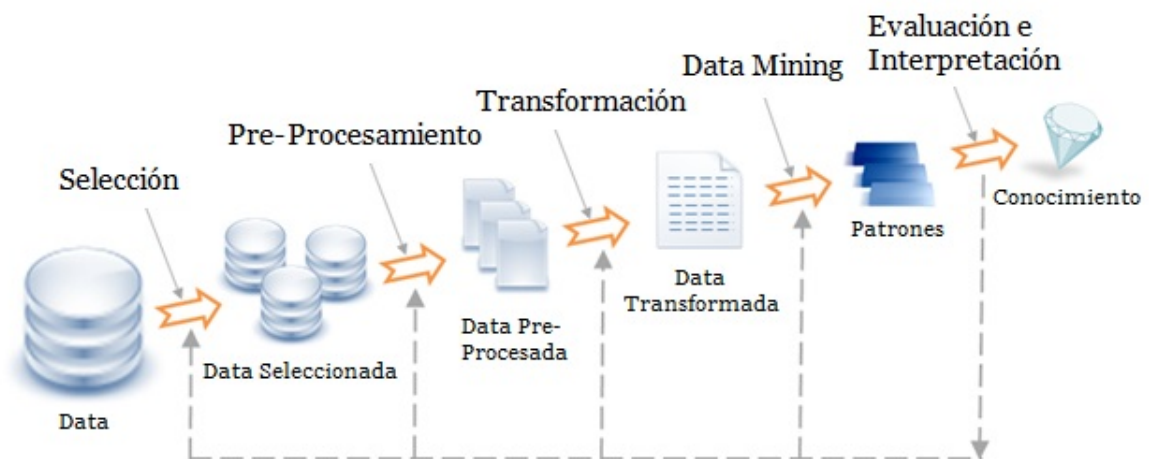 Evaluación e
Interpretación
Data Mining
Transformación
Pre-Procesamiento
Selección
Conocimiento
Patrones
Data
Transformada
Data Pre-
Procesada
Data Seleccionada
Data